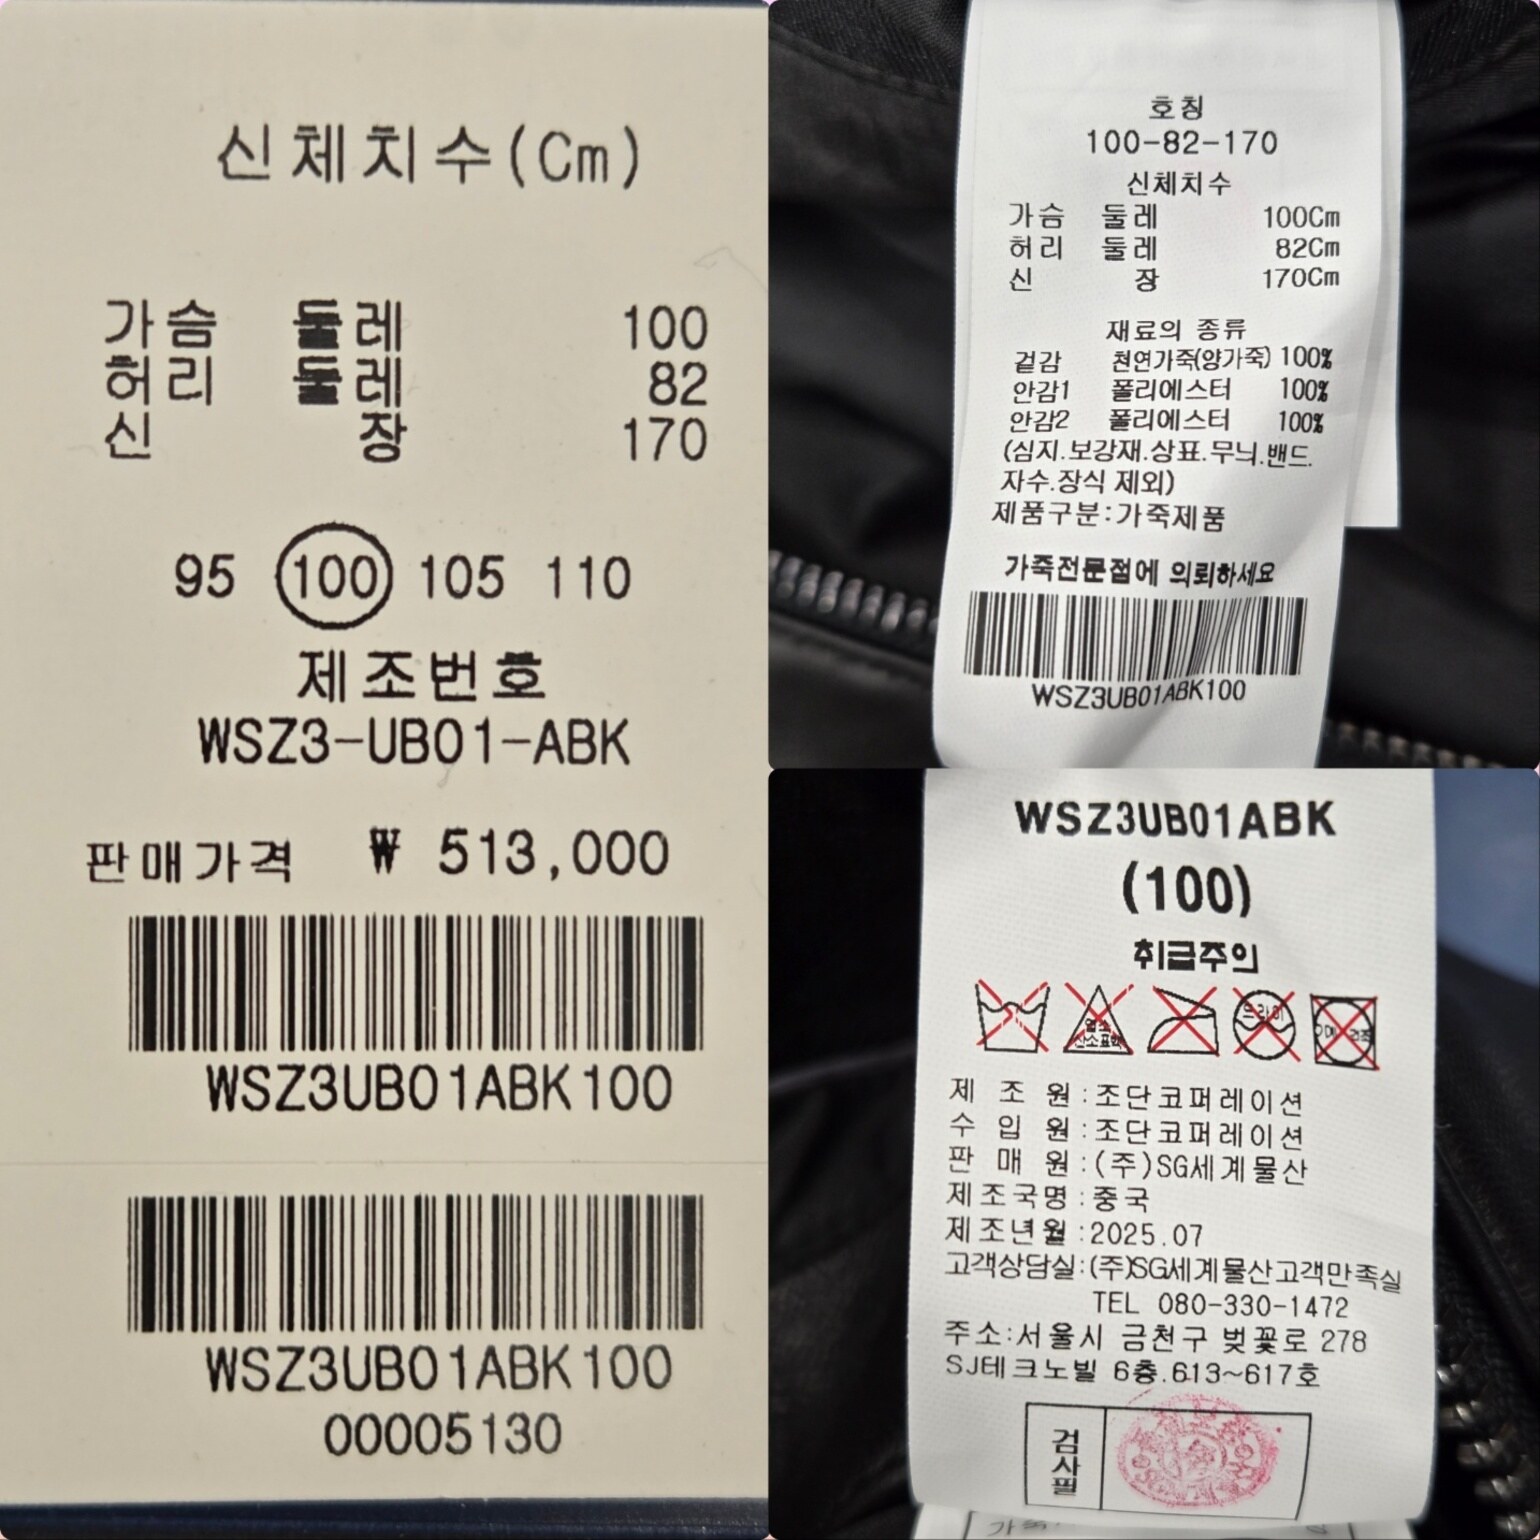 신체치수(Cm)
가슴 둘레 100
허리 둘레 82
신 장 170
95 100 105 110
제조번호
WSZ3-UB01-ABK
판매가격 ₩ 513,000
WSZ3UB01ABK100
WSZ3UB01ABK100
00005130
호칭
100-82-170
신체치수
가슴 둘레 100Cm
허리 둘레 82Cm
신 장 170Cm
재료의 종류
겉감 천연가죽(양가죽) 100%
안감1 폴리에스터 100%
안감2 폴리에스터 100%
(심지.보강재.상표.무늬.밴드.
자수.장식 제외)
제품구분:가죽제품
가죽전문점에 의뢰하세요
WSZ3UB01ABK100
WSZ3UB01ABK
(100)
취급주의
염소 드라이
산소표백
제 조 원:조단코퍼레이션
수 입 원:조단코퍼레이션
판 매 원:(주)SG세계물산
제조국명:중국
제조년월:2025.07
고객상담실:(주)SG세계물산고객만족실
TEL 080-330-1472
주소:서울시 금천구 벚꽃로 278
SJ테크노빌 6층.613~617호
검사필